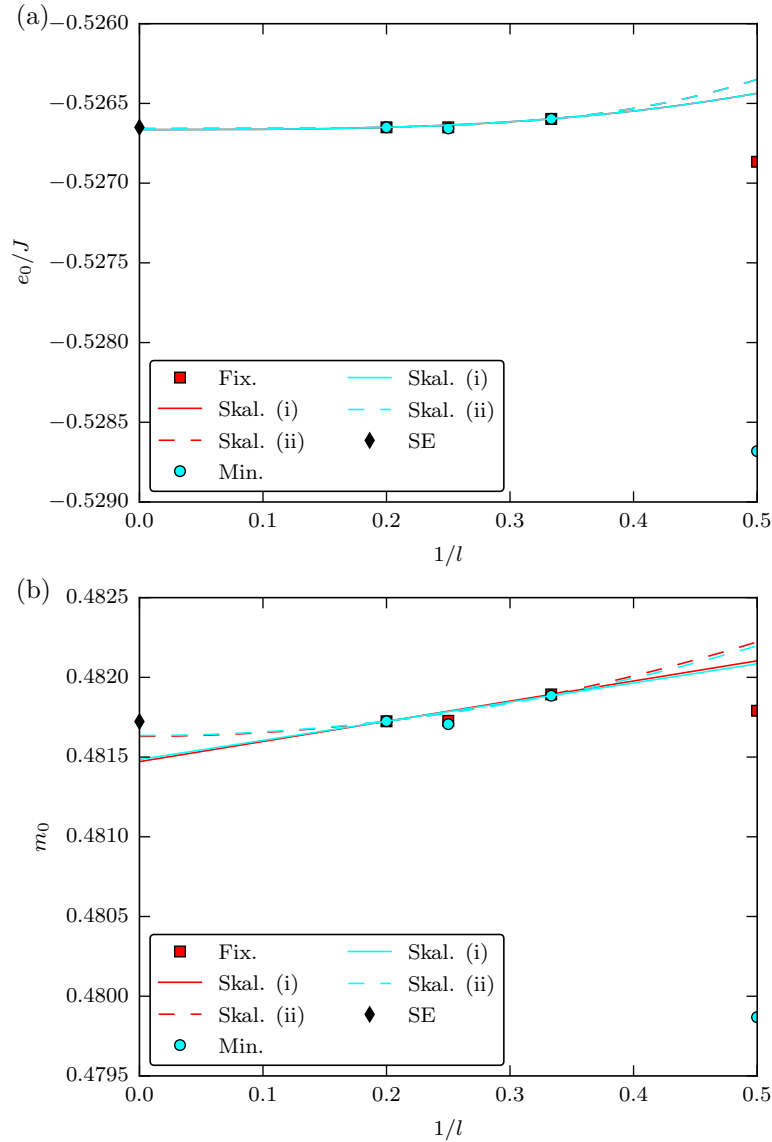 (a)
−0.5260
−0.5265
−0.5270
−0.5275
−0.5280
−0.5285
−0.5290
e₀/J
Fix.
Skal. (i)
Skal. (ii)
Min.
Skal. (i)
Skal. (ii)
SE
0.0 0.1 0.2 0.3 0.4 0.5
1/l
(b)
0.4825
0.4820
0.4815
0.4810
0.4805
0.4800
0.4795
m₀
Fix.
Skal. (i)
Skal. (ii)
Min.
Skal. (i)
Skal. (ii)
SE
0.0 0.1 0.2 0.3 0.4 0.5
1/l